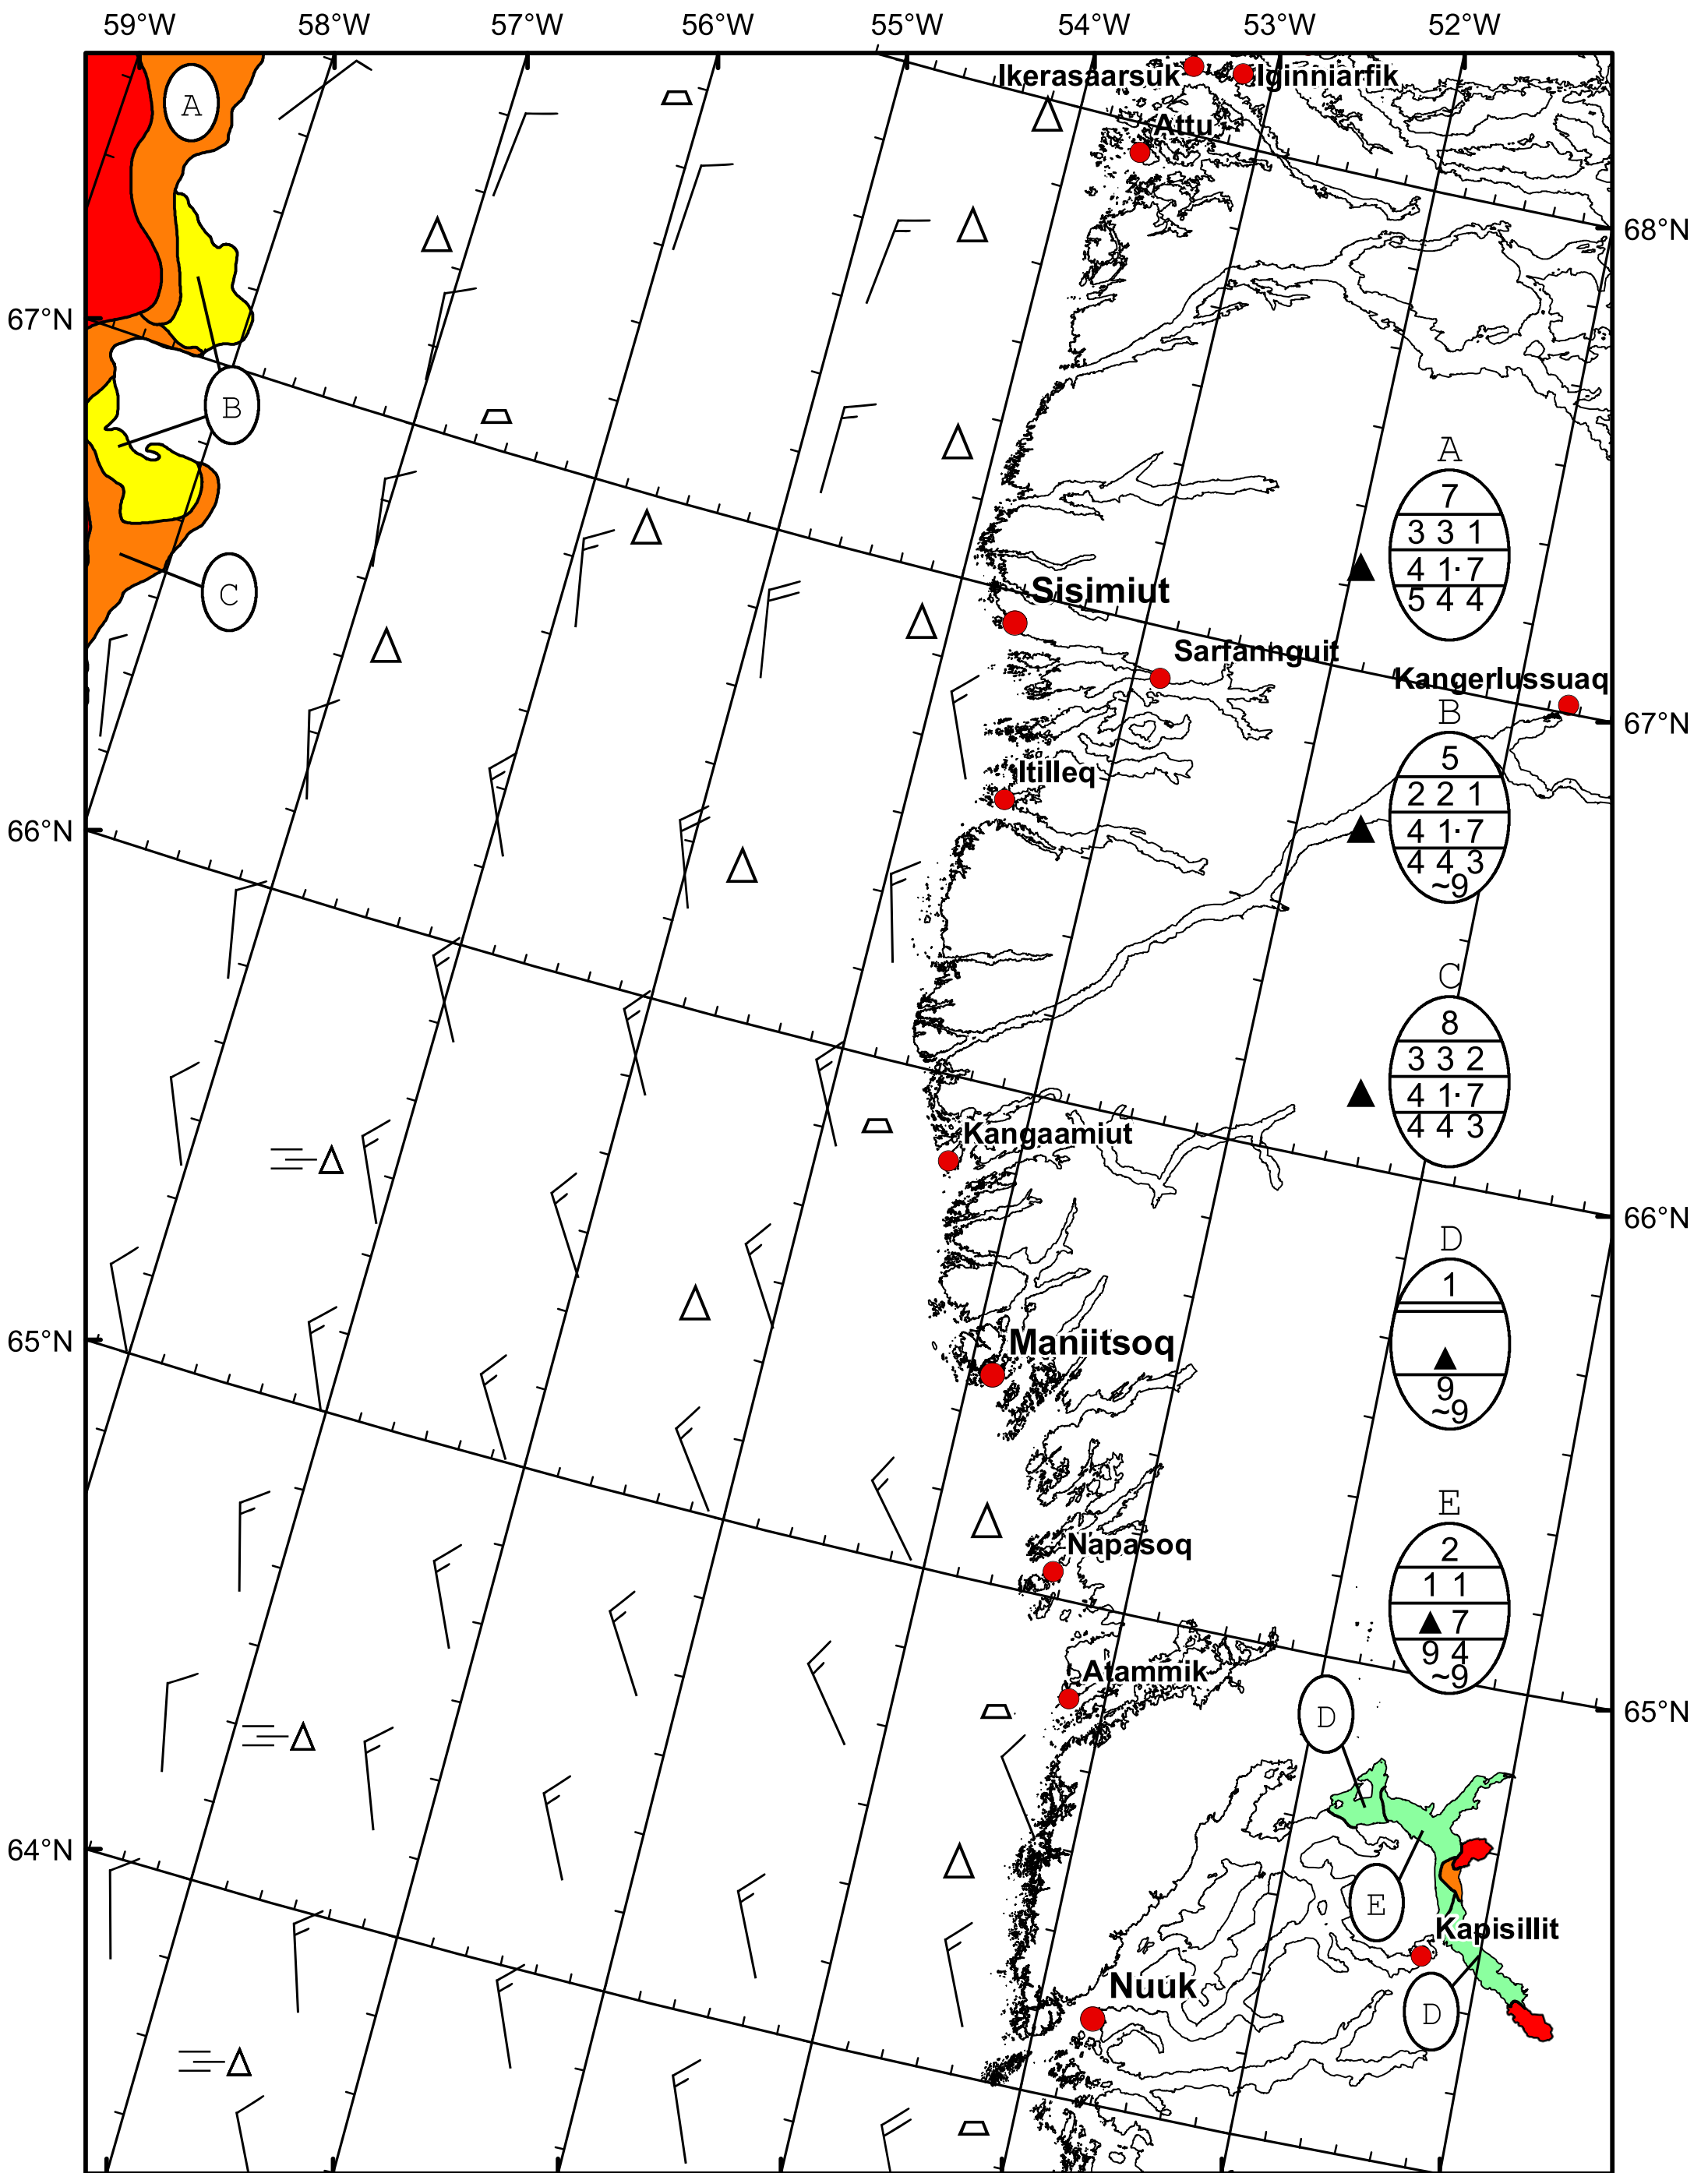 59°W 58°W 57°W 56°W 55°W 54°W 53°W 52°W
Ikerasaarsuk Iginniarfik
A
Attu
68°N
67°N
B
A
7
3 3 1
4 1· 7
5 4 4
C
Sisimiut
Sarfannguit
Kangerlussuaq
67°N
B
5
2 2 1
4 1· 7
4 4 3
~9
Itilleq
66°N
C
8
3 3 2
4 1· 7
4 4 3
Kangaamiut
66°N
D
1
9
~9
65°N
Maniitsoq
E
2
1 1
7
9 4
~9
Napasoq
Atammik
65°N
D
64°N
E
Kapisillit
Nuuk
D